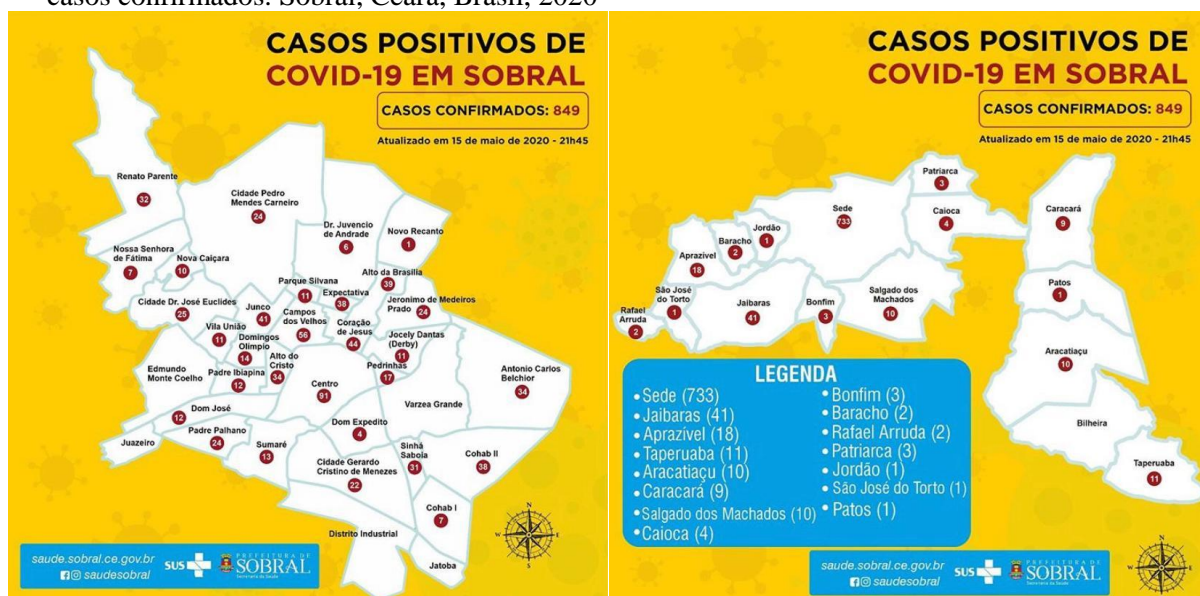 casos confirmados. Sobral, Ceará, Brasil, 2020
CASOS POSITIVOS DE
COVID-19 EM SOBRAL
CASOS CONFIRMADOS: 849
Atualizado em 15 de maio de 2020 - 21h45
Renato Parente
32
Cidade Pedro
Mendes Carneiro
24
Dr. Juvencio
de Andrade
6
Novo Recanto
1
Nossa Senhora
de Fátima
7
Nova Caiçara
10
Alto da Brasília
39
Parque Silvana
11
Expectativa
38
Jeronimo de Medeiros
Prado
24
Cidade Dr. José Euclides
25
Junco
41
Campos
dos Velhos
56
Coração
de Jesus
44
Vila União
11
Domingos
Olimpio
14
Jocely Dantas
(Derby)
11
Edmundo
Monte Coelho
Padre Ibiapina
12
Alto do
Cristo
34
Centro
91
Pedrinhas
17
Antonio Carlos
Belchior
34
Varzea Grande
Dom José
12
Juazeiro
Padre Palhano
24
Sumaré
13
Dom Expedito
4
Sinhá
Saboia
31
Cohab II
38
Cidade Gerardo
Cristino de Menezes
22
Cohab I
7
Distrito Industrial
Jatoba
N
W
E
S
saude.sobral.ce.gov.br
saudesobral
SUS
PREFEITURA DE
SOBRAL
Secretaria da Saúde
CASOS POSITIVOS DE
COVID-19 EM SOBRAL
CASOS CONFIRMADOS: 849
Atualizado em 15 de maio de 2020 - 21h45
Patriarca
3
Sede
733
Caioca
4
Caracará
9
Jordão
1
Baracho
2
Aprazível
18
São José
do Torto
1
Rafael
Arruda
2
Jaibaras
41
Bonfim
3
Salgado dos
Machados
10
Patos
1
Aracatiaçu
10
Bilheira
Taperuaba
11
LEGENDA
• Sede (733)
• Jaibaras (41)
• Aprazível (18)
• Taperuaba (11)
• Aracatiaçu (10)
• Caracará (9)
• Salgado dos Machados (10)
• Caioca (4)
• Bonfim (3)
• Baracho (2)
• Rafael Arruda (2)
• Patriarca (3)
• Jordão (1)
• São José do Torto (1)
• Patos (1)
saude.sobral.ce.gov.br
saudesobral
SUS
PREFEITURA DE
SOBRAL
Secretaria da Saúde
N
W
E
S